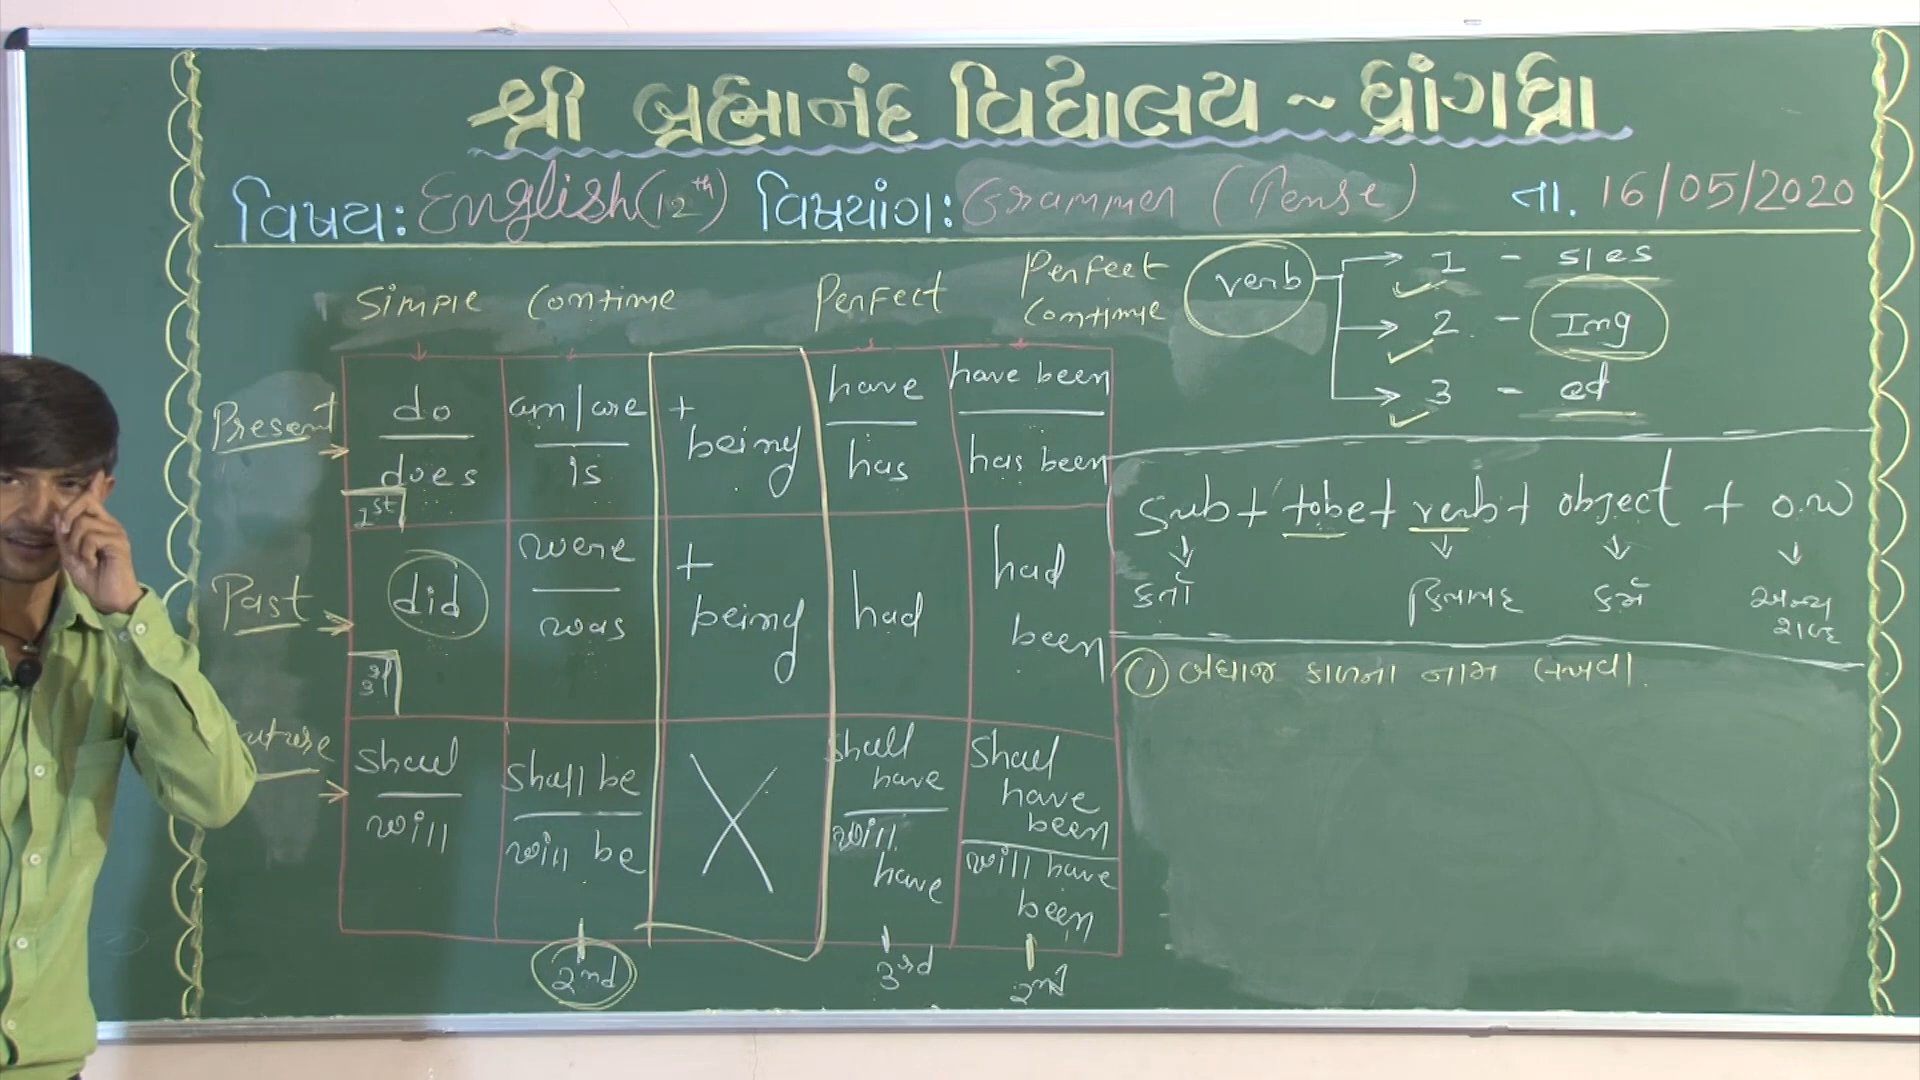 શ્રી બ્રહ્માનંદ વિદ્યાલય ~ ધ્રાંગધ્રા
વિષય: English (12th) વિષયાંગ: Grammer (Tense) તા. 16/05/2020
Simple Continue Perfect Perfect Continue
Present
do
does
1st
am/are
is
+ being
have
has
have been
has been
Past
did
3rd
were
was
+ being
had
had been
Future
shall
will
shall be
will be
X
shall have
will have
shall have been
will have been
2nd 3rd 2nd
verb
1 - s/es
2 - Ing
3 - ed
Sub + tobe + verb + object + o.w
કર્તા ક્રિયાપદ કર્મ અન્ય શબ્દ
① બધાજ કાળના નામ લખવા.